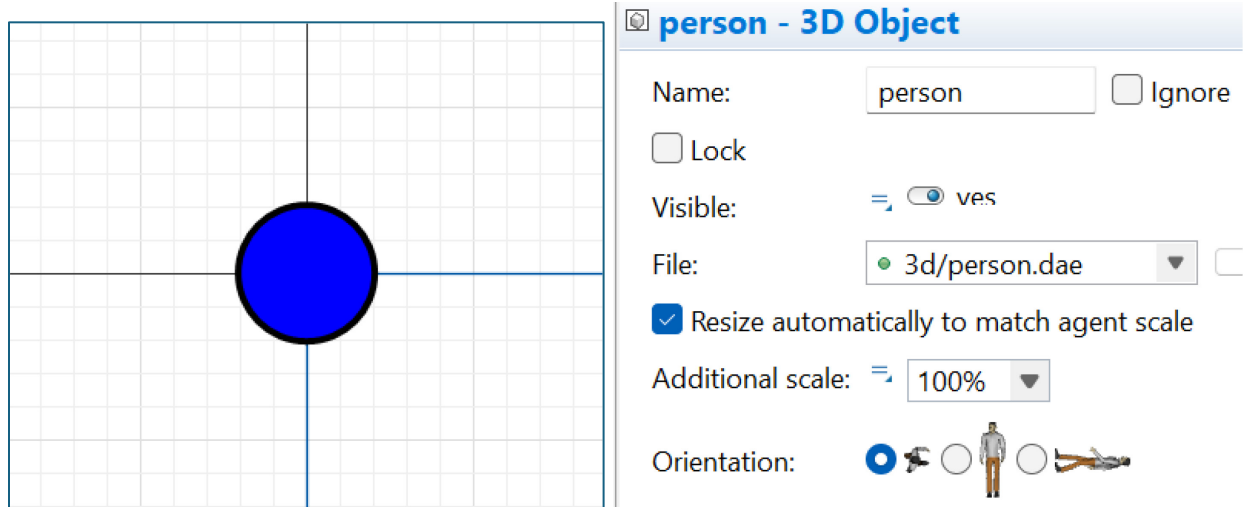 person - 3D Object
Name: person Ignore
Lock
Visible: yes
File: 3d/person.dae
Resize automatically to match agent scale
Additional scale: 100%
Orientation: